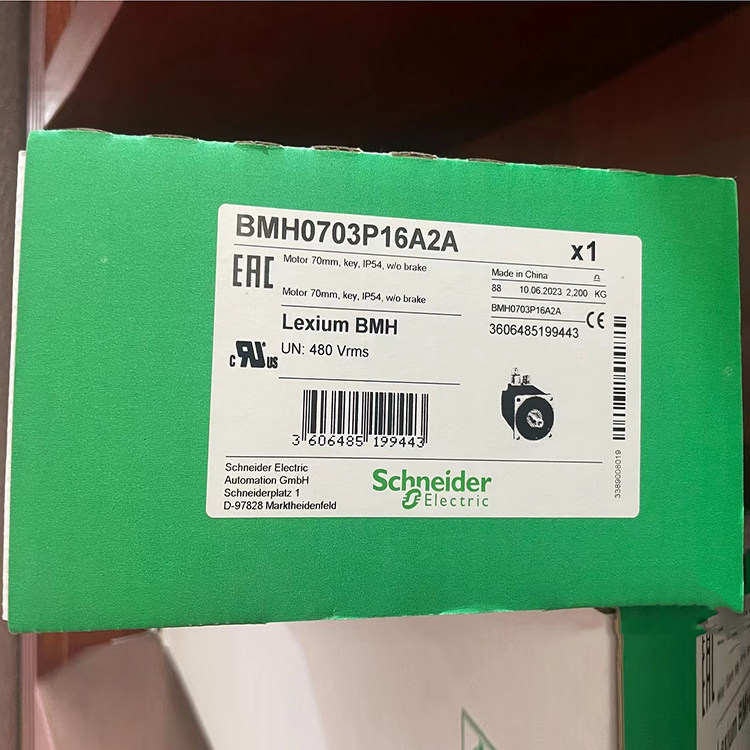 BMH0703P16A2A
x1
EAC
Motor 70mm, key, IP54, w/o brake
Motor 70mm, key, IP54, w/o brake
Made in China
88 10.06.2023 2,200 KG
BMH0703P16A2A
CE
3606485199443
Lexium BMH
c RU us
UN: 480 Vrms
3 606485 199443
3389008019
Schneider Electric
Automation GmbH
Schneiderplatz 1
D-97828 Marktheidenfeld
Schneider
Electric
EAC